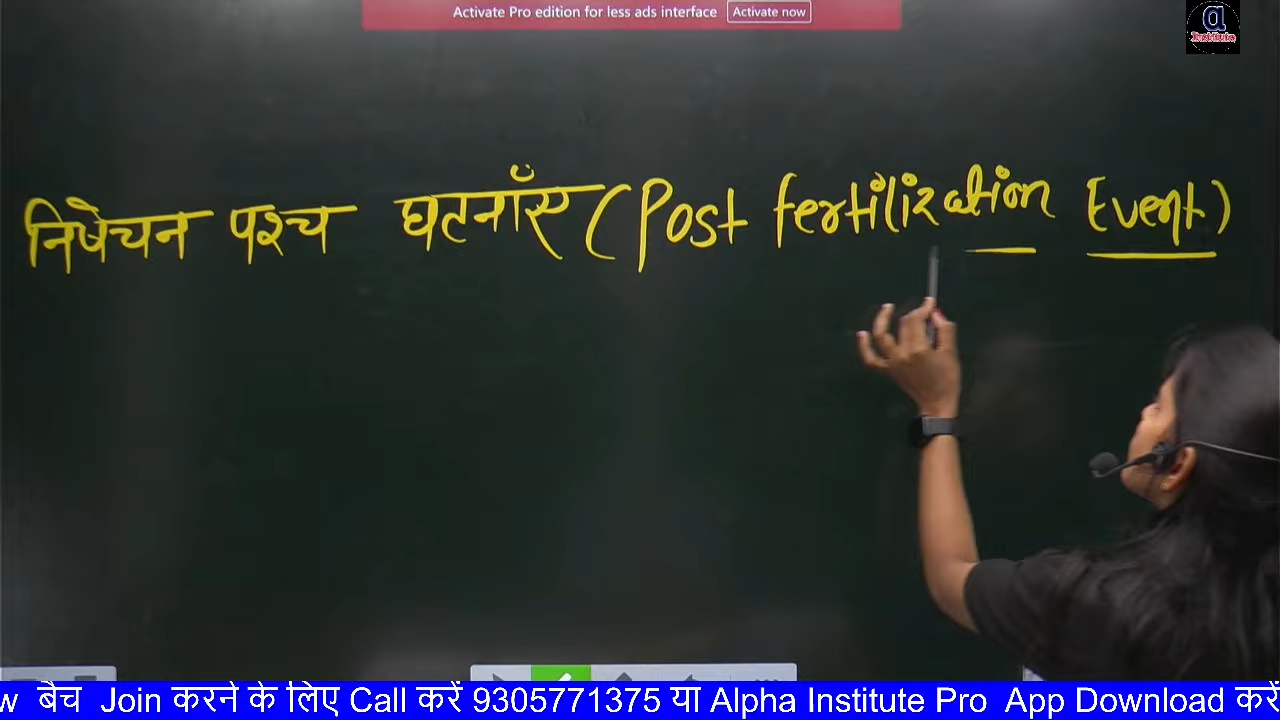 Activate Pro edition for less ads interface Activate now
a
Institute
निषेचन पश्च घटनाँए (Post fertilization Event)
w बैच Join करने के लिए Call करें 9305771375 या Alpha Institute Pro App Download करें